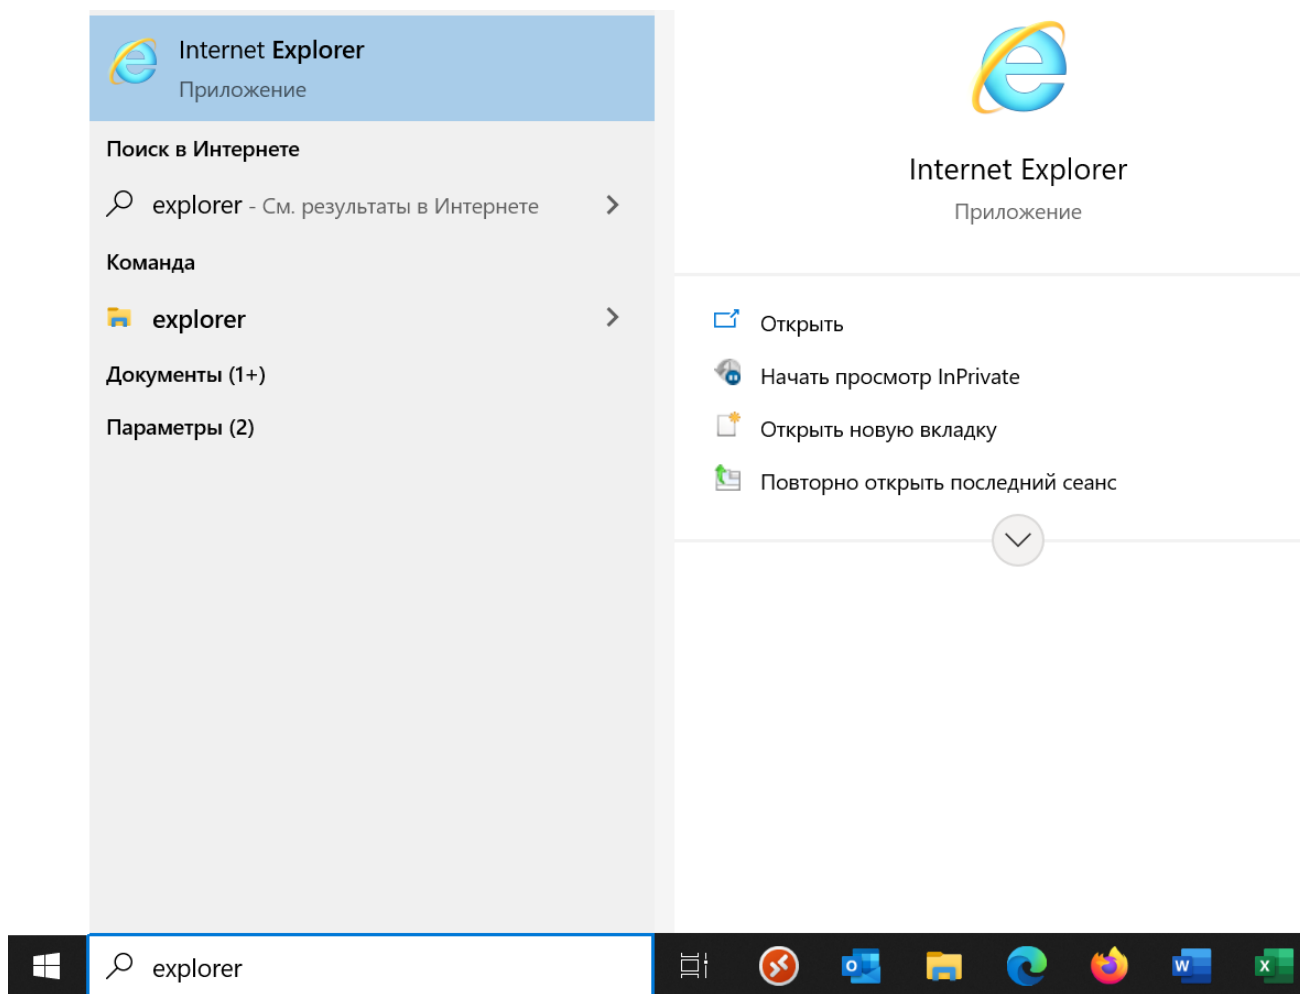 Internet Explorer
Приложение
Поиск в Интернете
explorer - См. результаты в Интернете
Команда
explorer
Документы (1+)
Параметры (2)
Internet Explorer
Приложение
Открыть
Начать просмотр InPrivate
Открыть новую вкладку
Повторно открыть последний сеанс
explorer